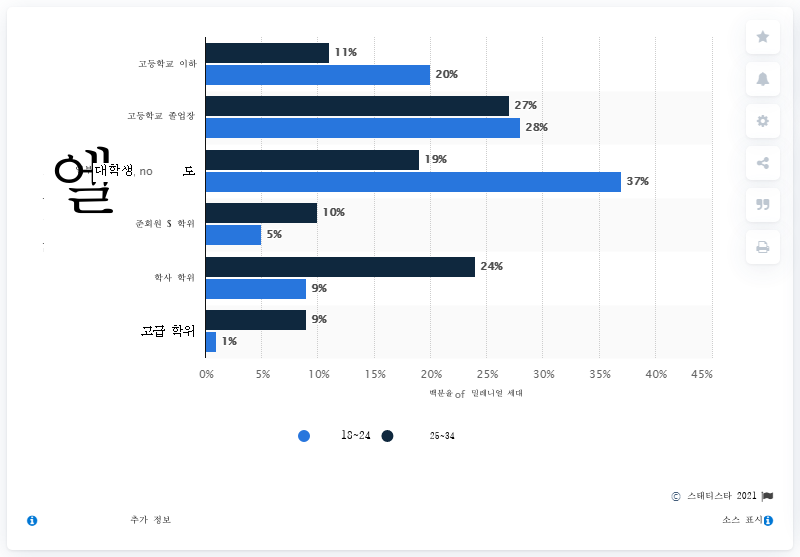 고등학교 이하
11%
20%
고등학교 졸업장
27%
28%
엘
대학생, no 도
19%
37%
준회원 S 학위
10%
5%
학사 학위
24%
9%
고급 학위
9%
1%
0% 5% 10% 15% 20% 25% 30% 35% 40% 45%
백분율 of 밀레니얼 세대
18~24 25~34
© 스태티스타 2021
추가 정보 소스 표시